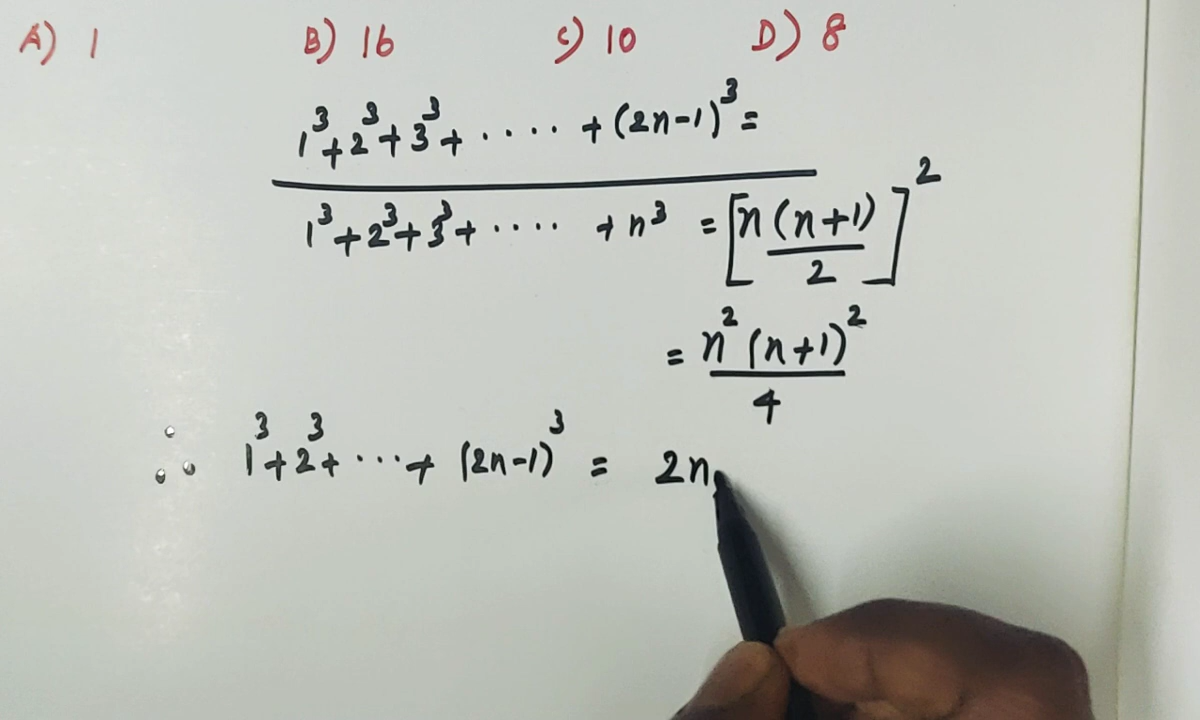 A) 1 B) 16 C) 10 D) 8
1³+2³+3³+ ····· +(2n-1)³ =
1³+2³+3³+ ···· +n³ = [n(n+1)/2]²
= n²(n+1)²/4
∴ 1³+2³+ ···+ (2n-1)³ = 2n